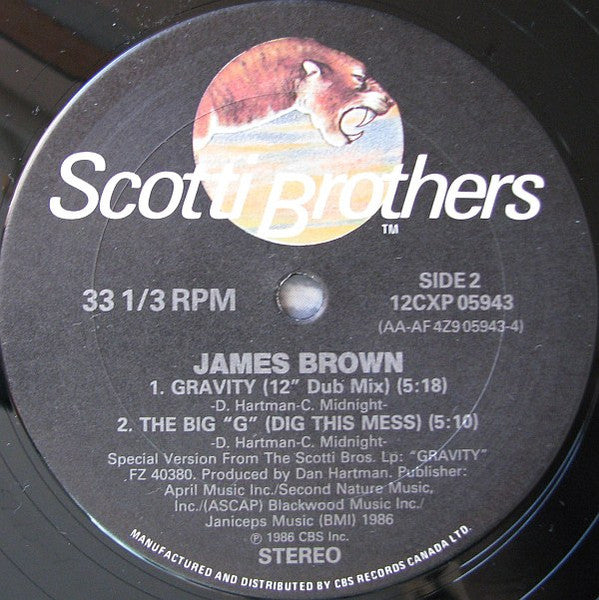 Scotti Brothers
TM
33 1/3 RPM
SIDE 2
12CXP 05943
(AA-AF 4Z9 05943-4)
JAMES BROWN
1. GRAVITY (12" Dub Mix) (5:18)
-D. Hartman-C. Midnight-
2. THE BIG "G" (DIG THIS MESS) (5:10)
-D. Hartman-C. Midnight-
Special Version From The Scotti Bros. Lp: "GRAVITY"
FZ 40380. Produced by Dan Hartman. Publisher:
April Music Inc./Second Nature Music,
Inc./(ASCAP) Blackwood Music Inc./
Janiceps Music (BMI) 1986
℗ 1986 CBS Inc.
STEREO
MANUFACTURED AND DISTRIBUTED BY CBS RECORDS CANADA LTD.